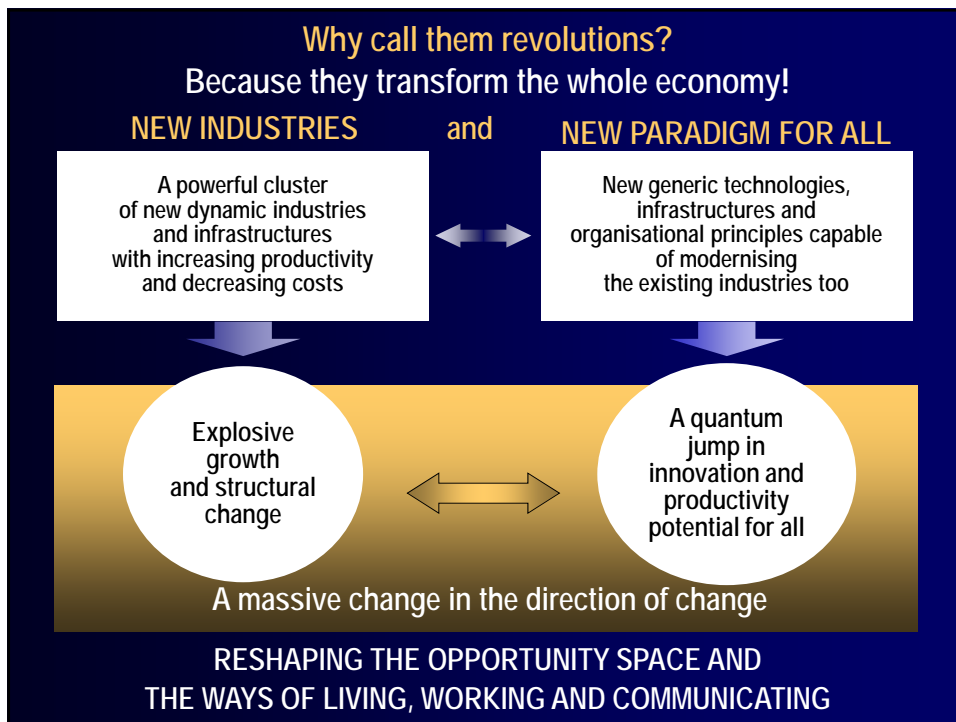 Why call them revolutions?
Because they transform the whole economy!
NEW INDUSTRIES and NEW PARADIGM FOR ALL
A powerful cluster
of new dynamic industries
and infrastructures
with increasing productivity
and decreasing costs
New generic technologies,
infrastructures and
organisational principles capable
of modernising
the existing industries too
Explosive
growth
and structural
change
A quantum
jump in
innovation and
productivity
potential for all
A massive change in the direction of change
RESHAPING THE OPPORTUNITY SPACE AND
THE WAYS OF LIVING, WORKING AND COMMUNICATING